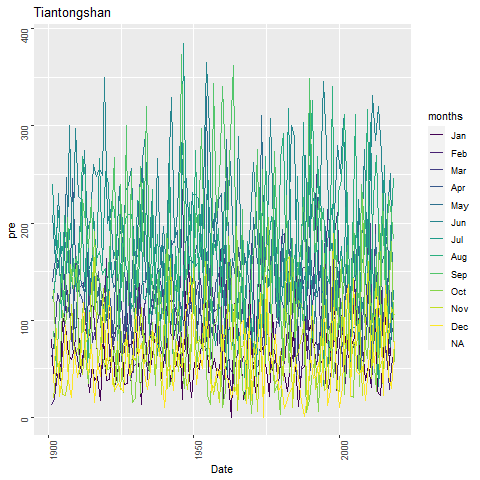 Tiantongshan
400
300
200
100
0
pre
1900
1950
2000
Date
months
Jan
Feb
Mar
Apr
May
Jun
Jul
Aug
Sep
Oct
Nov
Dec
NA